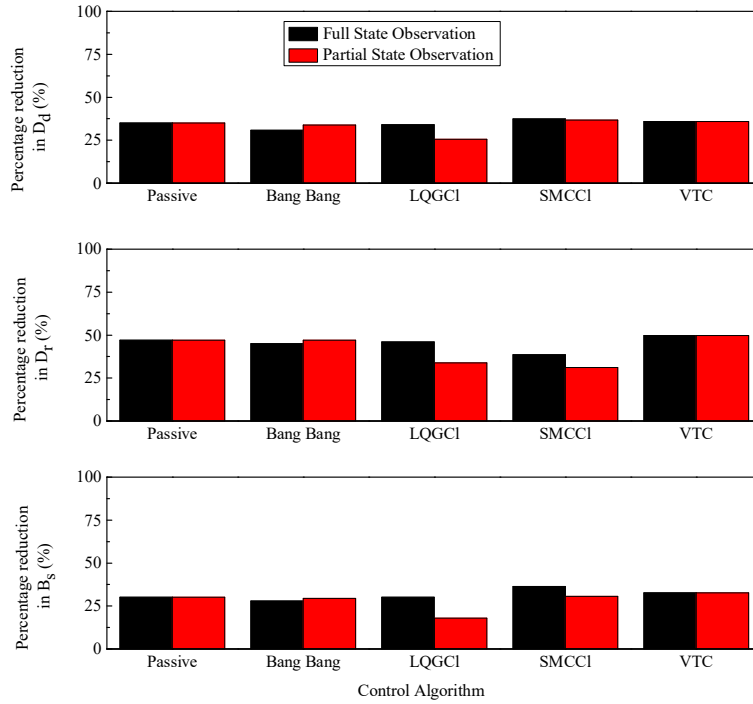 Full State Observation
Partial State Observation
Percentage reduction
in Dd (%)
100
75
50
25
0
Passive Bang Bang LQGCl SMCCl VTC
Percentage reduction
in Dr (%)
100
75
50
25
0
Passive Bang Bang LQGCl SMCCl VTC
Percentage reduction
in Bs (%)
100
75
50
25
0
Passive Bang Bang LQGCl SMCCl VTC
Control Algorithm